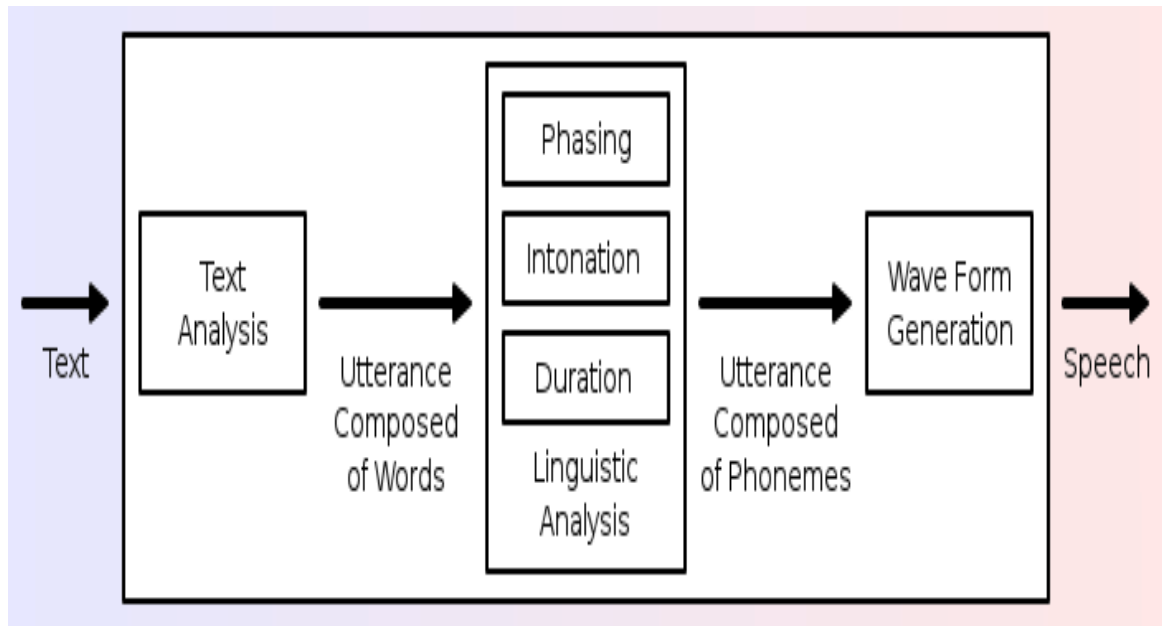 Text
Text
Analysis
Utterance
Composed
of Words
Phasing
Intonation
Duration
Linguistic
Analysis
Utterance
Composed
of Phonemes
Wave Form
Generation
Speech